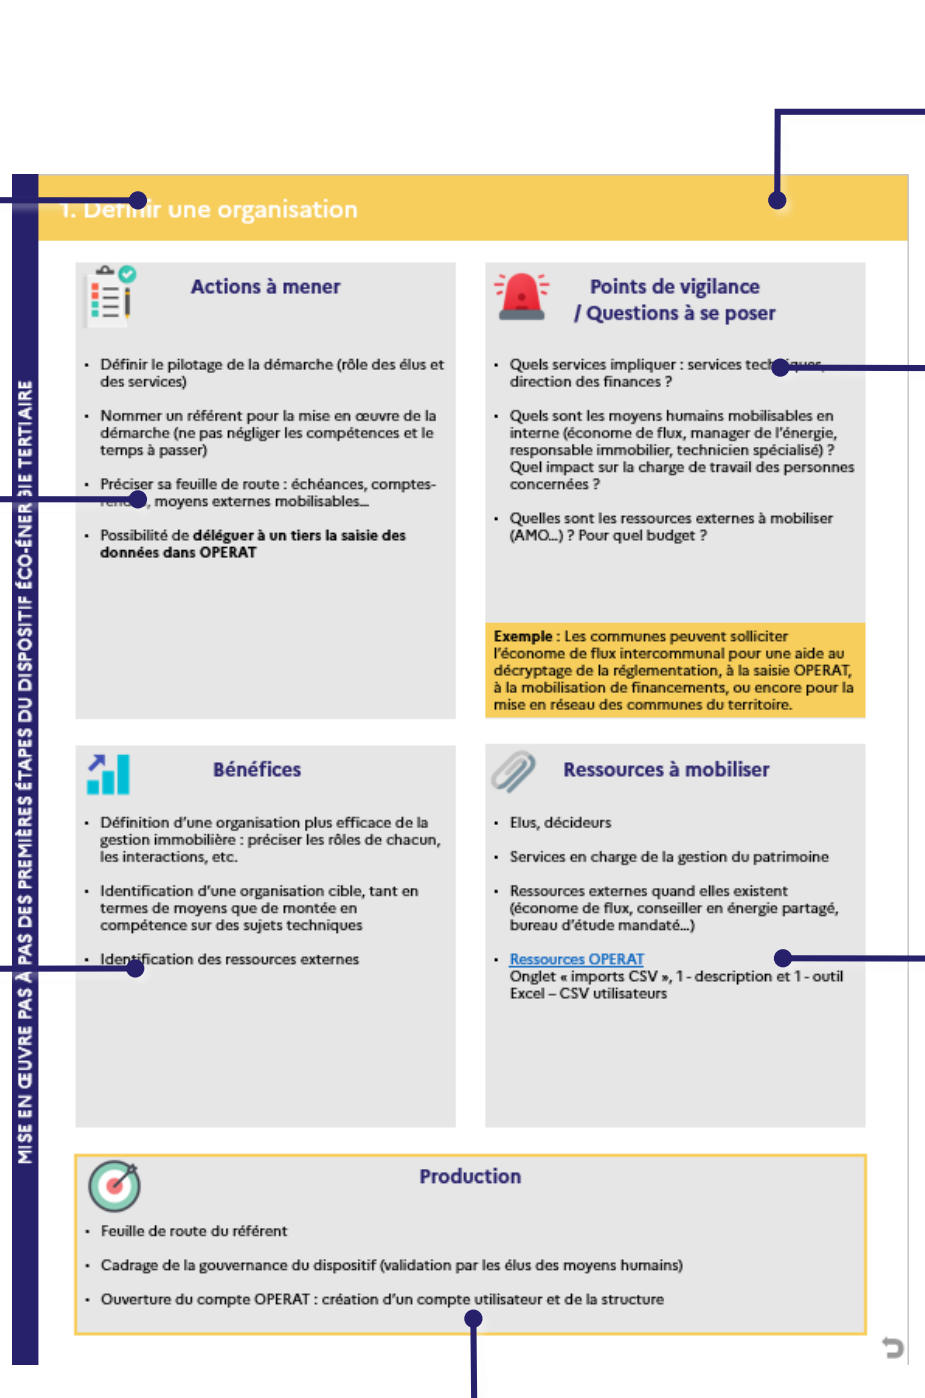 1. Définir une organisation
MISE EN ŒUVRE PAS À PAS DES PREMIÈRES ÉTAPES DU DISPOSITIF ÉCO-ÉNERGIE TERTIAIRE
Actions à mener
• Définir le pilotage de la démarche (rôle des élus et
des services)
• Nommer un référent pour la mise en œuvre de la
démarche (ne pas négliger les compétences et le
temps à passer)
• Préciser sa feuille de route : échéances, comptes-
rendus, moyens externes mobilisables…
• Possibilité de déléguer à un tiers la saisie des
données dans OPERAT
Points de vigilance
/ Questions à se poser
• Quels services impliquer : services techniques,
direction des finances ?
• Quels sont les moyens humains mobilisables en
interne (économe de flux, manager de l'énergie,
responsable immobilier, technicien spécialisé) ?
Quel impact sur la charge de travail des personnes
concernées ?
• Quelles sont les ressources externes à mobiliser
(AMO…) ? Pour quel budget ?
Exemple : Les communes peuvent solliciter
l'économe de flux intercommunal pour une aide au
décryptage de la réglementation, à la saisie OPERAT,
à la mobilisation de financements, ou encore pour la
mise en réseau des communes du territoire.
Bénéfices
• Définition d'une organisation plus efficace de la
gestion immobilière : préciser les rôles de chacun,
les interactions, etc.
• Identification d'une organisation cible, tant en
termes de moyens que de montée en
compétence sur des sujets techniques
• Identification des ressources externes
Ressources à mobiliser
• Elus, décideurs
• Services en charge de la gestion du patrimoine
• Ressources externes quand elles existent
(économe de flux, conseiller en énergie partagé,
bureau d'étude mandaté…)
• Ressources OPERAT
Onglet « imports CSV », 1 - description et 1 - outil
Excel – CSV utilisateurs
Production
• Feuille de route du référent
• Cadrage de la gouvernance du dispositif (validation par les élus des moyens humains)
• Ouverture du compte OPERAT : création d'un compte utilisateur et de la structure